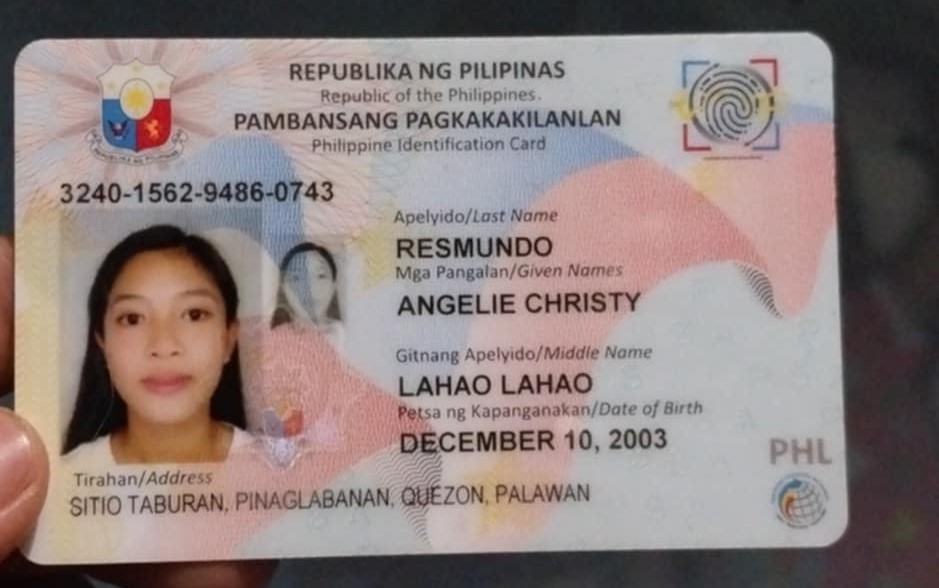 REPUBLIKA NG PILIPINAS
Republic of the Philippines.
PAMBANSANG PAGKAKAKILANLAN
Philippine Identification Card
3240-1562-9486-0743
Apelyido/Last Name
RESMUNDO
Mga Pangalan/Given Names
ANGELIE CHRISTY
Gitnang Apelyido/Middle Name
LAHAO LAHAO
Petsa ng Kapanganakan/Date of Birth
DECEMBER 10, 2003
PHL
Tirahan/Address
SITIO TABURAN, PINAGLABANAN, QUEZON, PALAWAN